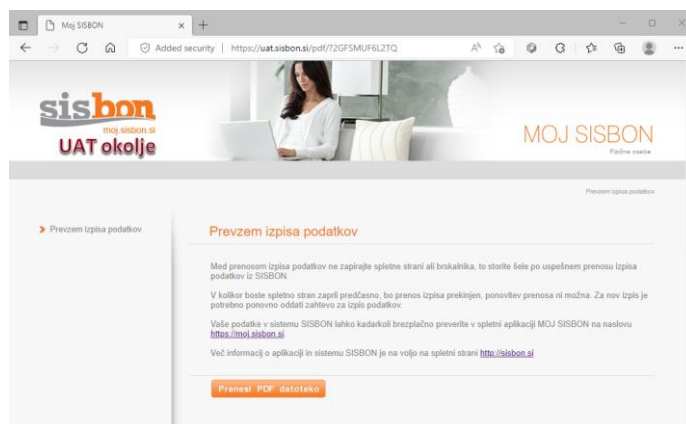 Moj SISBON
Added security
https://uat.sisbon.si/pdf/?2GFSMUF6L2TQ
sisbon
moj.sisbon.si
UAT okolje
MOJ SISBON
Fizične osebe
Prevzem izpisa podatkov
Prevzem izpisa podatkov
Prevzem izpisa podatkov
Med prenosom izpisa podatkov ne zapirajte spletne strani ali brskalnika, to storite šele po uspešnem prenosu izpisa
podatkov iz SISBON.
V kolikor boste spletno stran zaprli predčasno, bo prenos izpisa prekinjen, ponovitev prenosa ni možna. Za nov izpis je
potrebno ponovno oddati zahtevo za izpis podatkov.
Vaše podatke v sistemu SISBON lahko kadarkoli brezplačno preverite v spletni aplikaciji MOJ SISBON na naslovu
https://moj.sisbon.si.
Več informacij o aplikaciji in sistemu SISBON je na voljo na spletni strani http://sisbon.si
Prenesi PDF datoteko